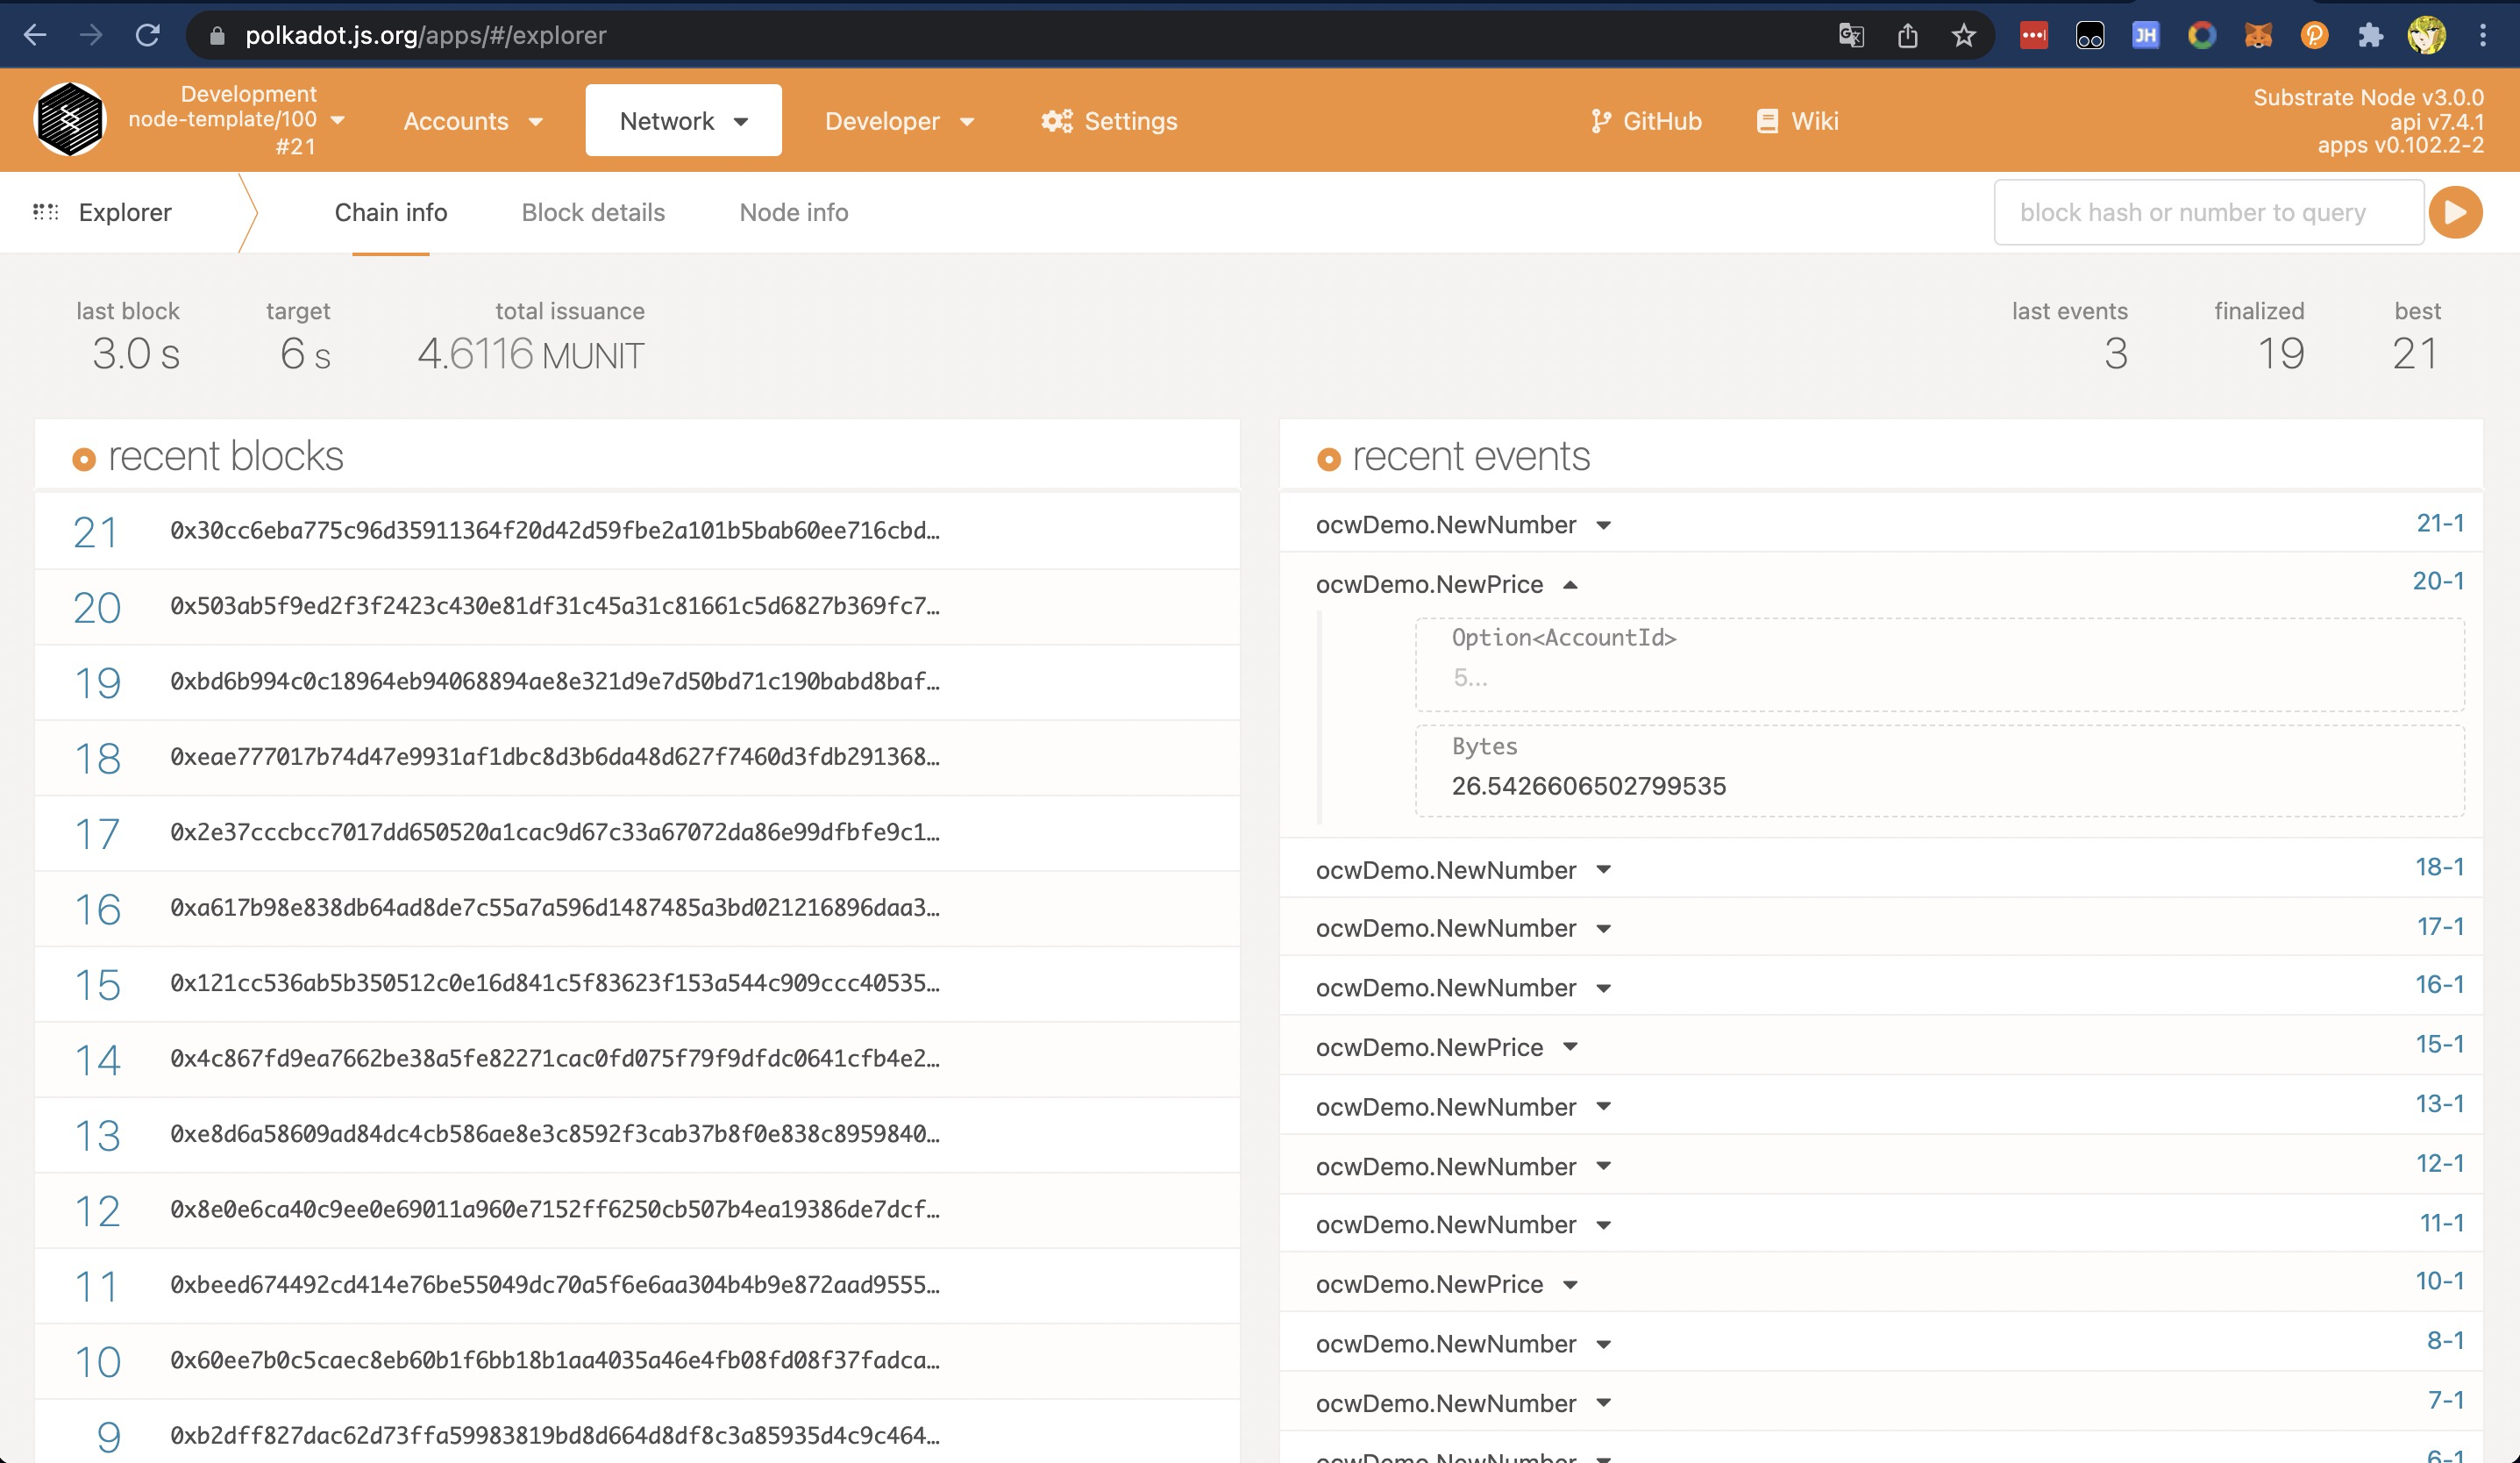 polkadot.js.org/apps/#/explorer
Development
node-template/100
#21
Accounts
Network
Developer
Settings
GitHub
Wiki
Substrate Node v3.0.0
api v7.4.1
apps v0.102.2-2
Explorer
Chain info
Block details
Node info
block hash or number to query
last block
3.0 s
target
6 s
total issuance
4.6116 MUNIT
last events
3
finalized
19
best
21
recent blocks
21 0x30cc6eba775c96d35911364f20d42d59fbe2a101b5bab60ee716cbd…
20 0x503ab5f9ed2f3f2423c430e81df31c45a31c81661c5d6827b369fc7…
19 0xbd6b994c0c18964eb94068894ae8e321d9e7d50bd71c190babd8baf…
18 0xeae777017b74d47e9931af1dbc8d3b6da48d627f7460d3fdb291368…
17 0x2e37cccbcc7017dd650520a1cac9d67c33a67072da86e99dfbfe9c1…
16 0xa617b98e838db64ad8de7c55a7a596d1487485a3bd021216896daa3…
15 0x121cc536ab5b350512c0e16d841c5f83623f153a544c909ccc40535…
14 0x4c867fd9ea7662be38a5fe82271cac0fd075f79f9dfdc0641cfb4e2…
13 0xe8d6a58609ad84dc4cb586ae8e3c8592f3cab37b8f0e838c8959840…
12 0x8e0e6ca40c9ee0e69011a960e7152ff6250cb507b4ea19386de7dcf…
11 0xbeed674492cd414e76be55049dc70a5f6e6aa304b4b9e872aad9555…
10 0x60ee7b0c5caec8eb60b1f6bb18b1aa4035a46e4fb08fd08f37fadca…
9 0xb2dff827dac62d73ffa59983819bd8d664d8df8c3a85935d4c9c464…
recent events
ocwDemo.NewNumber 21-1
ocwDemo.NewPrice 20-1
Option<AccountId>
5...
Bytes
26.5426606502799535
ocwDemo.NewNumber 18-1
ocwDemo.NewNumber 17-1
ocwDemo.NewNumber 16-1
ocwDemo.NewPrice 15-1
ocwDemo.NewNumber 13-1
ocwDemo.NewNumber 12-1
ocwDemo.NewNumber 11-1
ocwDemo.NewPrice 10-1
ocwDemo.NewNumber 8-1
ocwDemo.NewNumber 7-1
ocwDemo.NewNumber 6-1